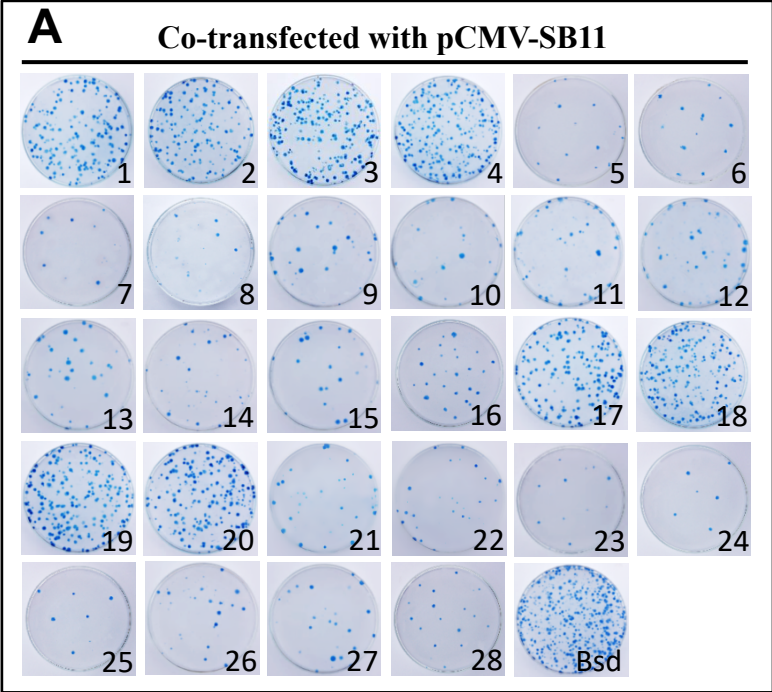 A
Co-transfected with pCMV-SB11
1 2 3 4 5 6
7 8 9 10 11 12
13 14 15 16 17 18
19 20 21 22 23 24
25 26 27 28 Bsd